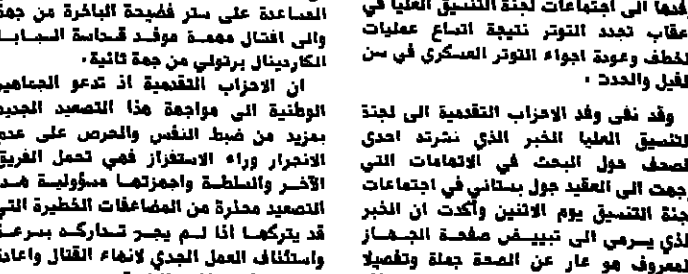 وفدها الى اجتماعات لجنة التنسيق العليا في
عقاب تجدد التوتر نتيجة اتساع عمليات
الخطف وعودة اجواء التوتر العسكري في سن
الفيل والحدث .
وقد نفى وفد الاحزاب التقدمية الى لجنة
التنسيق العليا الخبر الذي نشرته احدى
الصحف حول البحث في الاتهامات التي
وجهت الى العقيد جول بستاني في اجتماعات
لجنة التنسيق يوم الاثنين وأكدت ان الخبر
الذي يرمي الى تبييض صفحة الجهاز
المعروف هو عار عن الصحة جملة وتفصيلا
المساعدة على ستر فضيحة الباخرة من جهة
والى افشال مهمة موفد قداسة البابا
الكاردينال برتولي من جهة ثانية .
ان الاحزاب التقدمية اذ تدعو الجماهير
الوطنية الى مواجهة هذا التصعيد الجديد
بمزيد من ضبط النفس والحرص على عدم
الانجرار وراء الاستفزاز فهي تحمل الفريق
الآخر والسلطة واجهزتها مسؤولية هذا
التصعيد محذرة من المضاعفات الخطيرة التي
قد يتركها اذا لم يجر تداركه بسرعة
واستئناف العمل الجدي لانهاء القتال واعادة